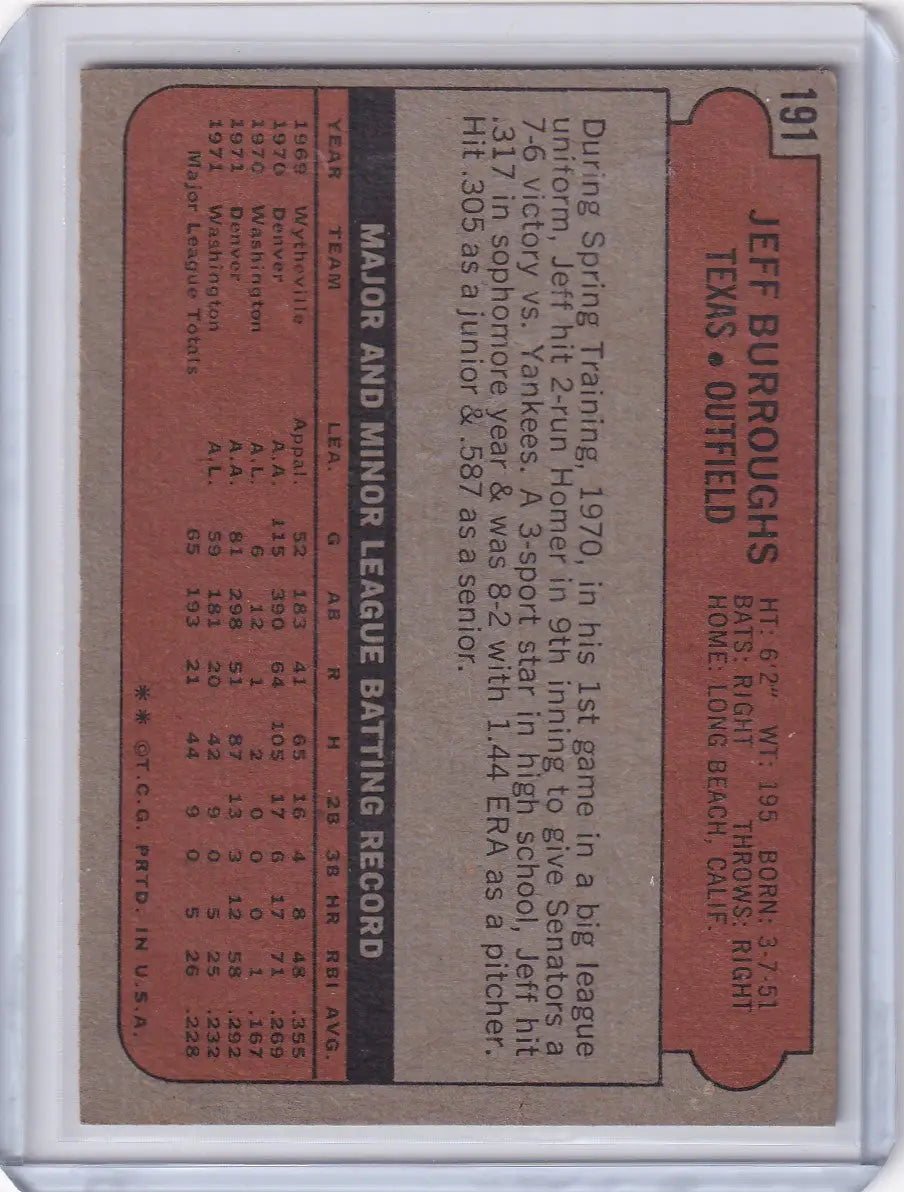 191
JEFF BURROUGHS
TEXAS • OUTFIELD
HT: 6'2" WT: 195 BORN: 3-7-51
BATS: RIGHT THROWS: RIGHT
HOME: LONG BEACH, CALIF.
During Spring Training, 1970, in his 1st game in a big league
uniform, Jeff hit 2-run Homer in 9th inning to give Senators a
7-6 victory vs. Yankees. A 3-sport star in high school, Jeff hit
.317 in sophomore year & was 8-2 with 1.44 ERA as a pitcher.
Hit .305 as a junior & .587 as a senior.
MAJOR AND MINOR LEAGUE BATTING RECORD
YEAR TEAM LEA. G AB R H 2B 3B HR RBI AVG.
1969 Wytheville Appal. 52 183 41 65 16 4 8 48 .355
1970 Denver A.A. 115 390 64 105 17 6 17 71 .269
1970 Washington A.L. 6 12 1 2 0 0 0 1 .167
1971 Denver A.A. 81 298 51 87 13 3 12 58 .292
1971 Washington A.L. 59 181 20 42 9 0 5 25 .232
Major League Totals 65 193 21 44 9 0 5 26 .228
** ©T.C.G. PRTD. IN U.S.A.